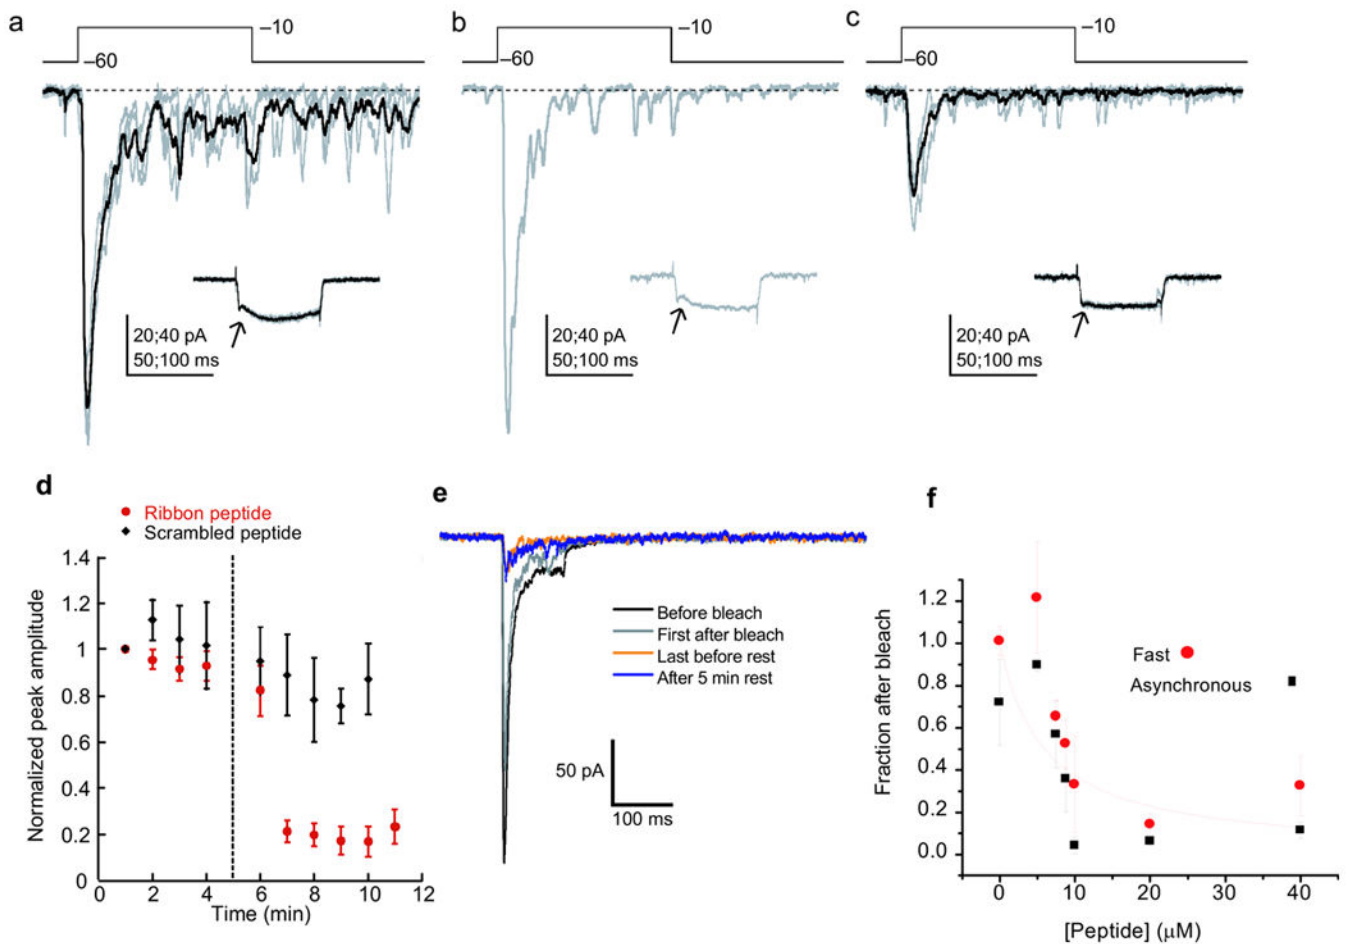 a
–10
–60
20;40 pA
50;100 ms
b
–10
–60
20;40 pA
50;100 ms
c
–10
–60
20;40 pA
50;100 ms
d
Ribbon peptide
Scrambled peptide
Normalized peak amplitude
1.4
1.2
1
0.8
0.6
0.4
0.2
0
0 2 4 6 8 10 12
Time (min)
e
Before bleach
First after bleach
Last before rest
After 5 min rest
50 pA
100 ms
f
Fast
Asynchronous
Fraction after bleach
1.2
1.0
0.8
0.6
0.4
0.2
0.0
0 10 20 30 40
[Peptide] (μM)